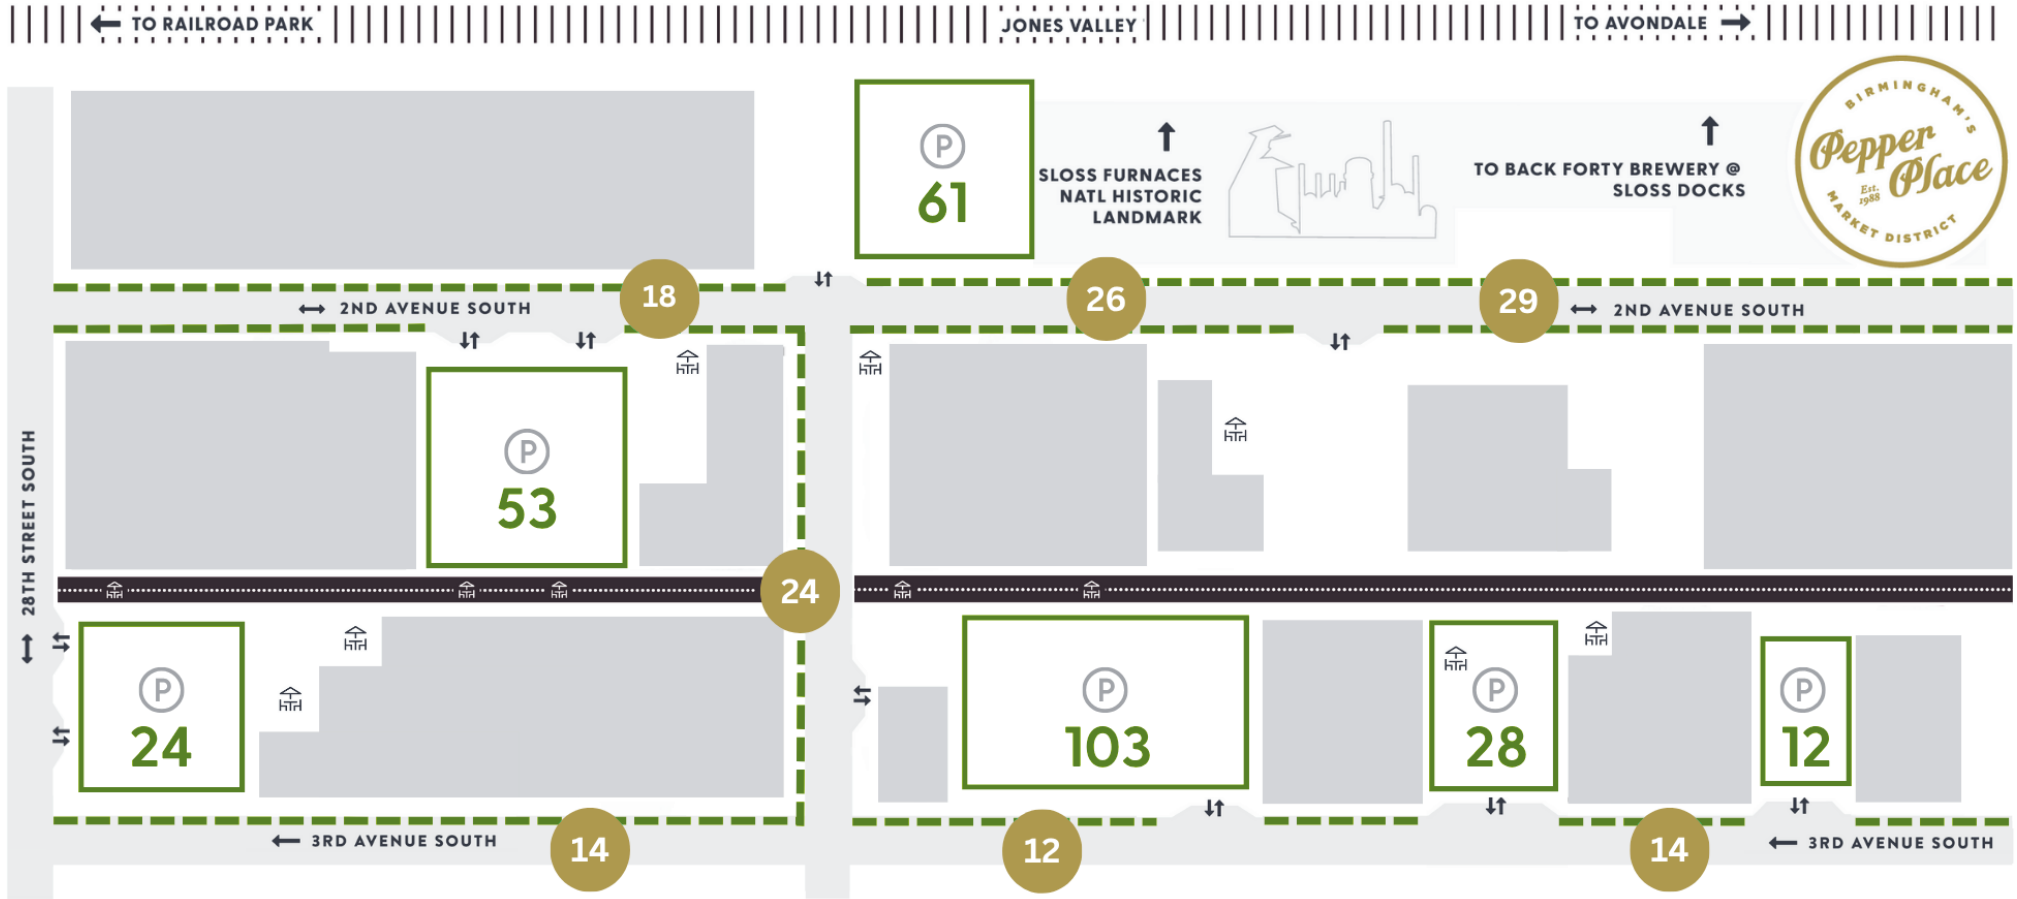 TO RAILROAD PARK
JONES VALLEY
TO AVONDALE
BIRMINGHAM'S
Pepper
Place
Est.
1988
MARKET DISTRICT
P
61
SLOSS FURNACES
NATL HISTORIC
LANDMARK
TO BACK FORTY BREWERY @
SLOSS DOCKS
18
26
29
2ND AVENUE SOUTH
2ND AVENUE SOUTH
28TH STREET SOUTH
P
53
24
P
24
P
103
P
28
P
12
3RD AVENUE SOUTH
14
12
14
3RD AVENUE SOUTH